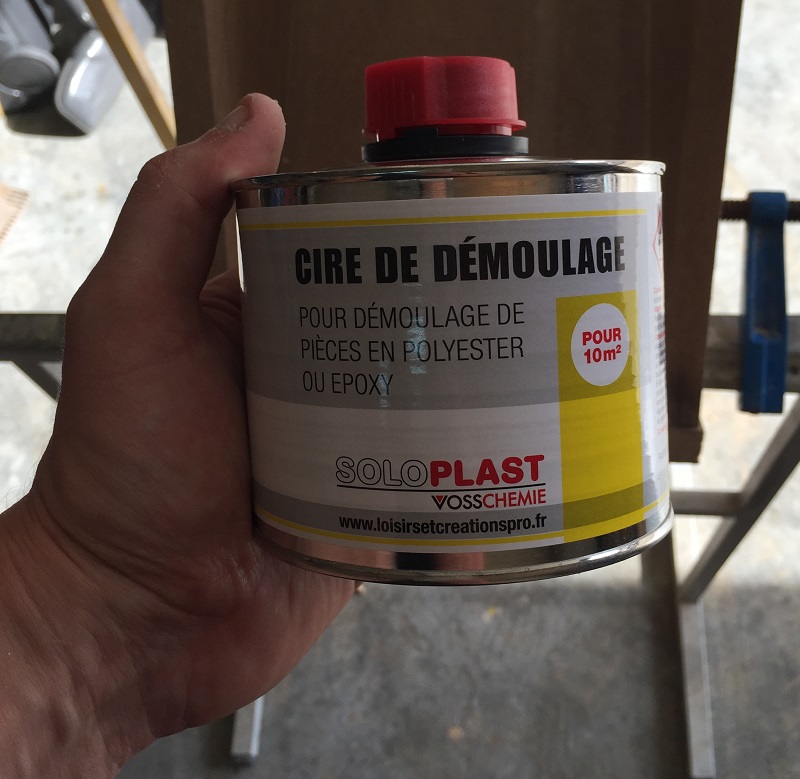 CIRE DE DÉMOULAGE
POUR DÉMOULAGE DE
PIÈCES EN POLYESTER
OU EPOXY
POUR
10m²
SOLOPLAST
VOSSCHEMIE
www.loisirsetcreationspro.fr